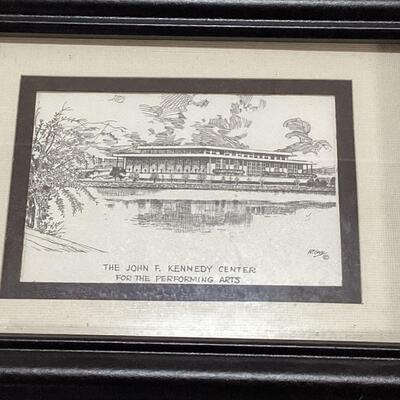 THE JOHN F. KENNEDY CENTER
FOR THE PERFORMING ARTS